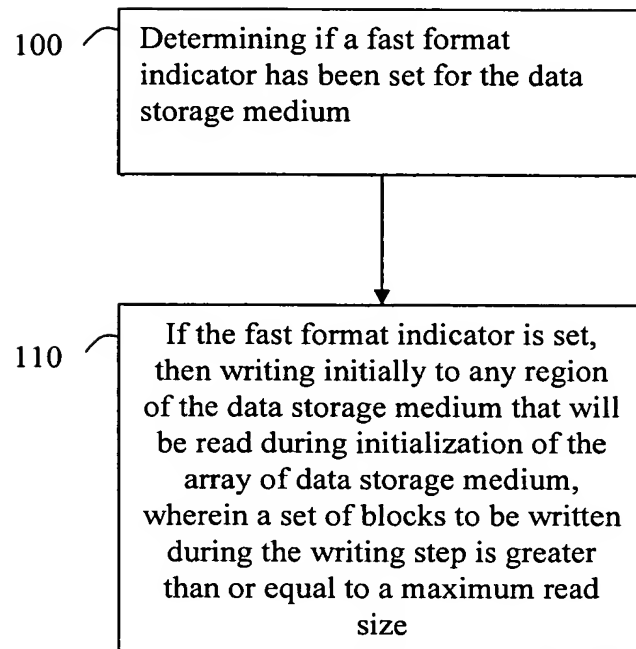 100
Determining if a fast format
indicator has been set for the data
storage medium
110
If the fast format indicator is set,
then writing initially to any region
of the data storage medium that will
be read during initialization of the
array of data storage medium,
wherein a set of blocks to be written
during the writing step is greater
than or equal to a maximum read
size